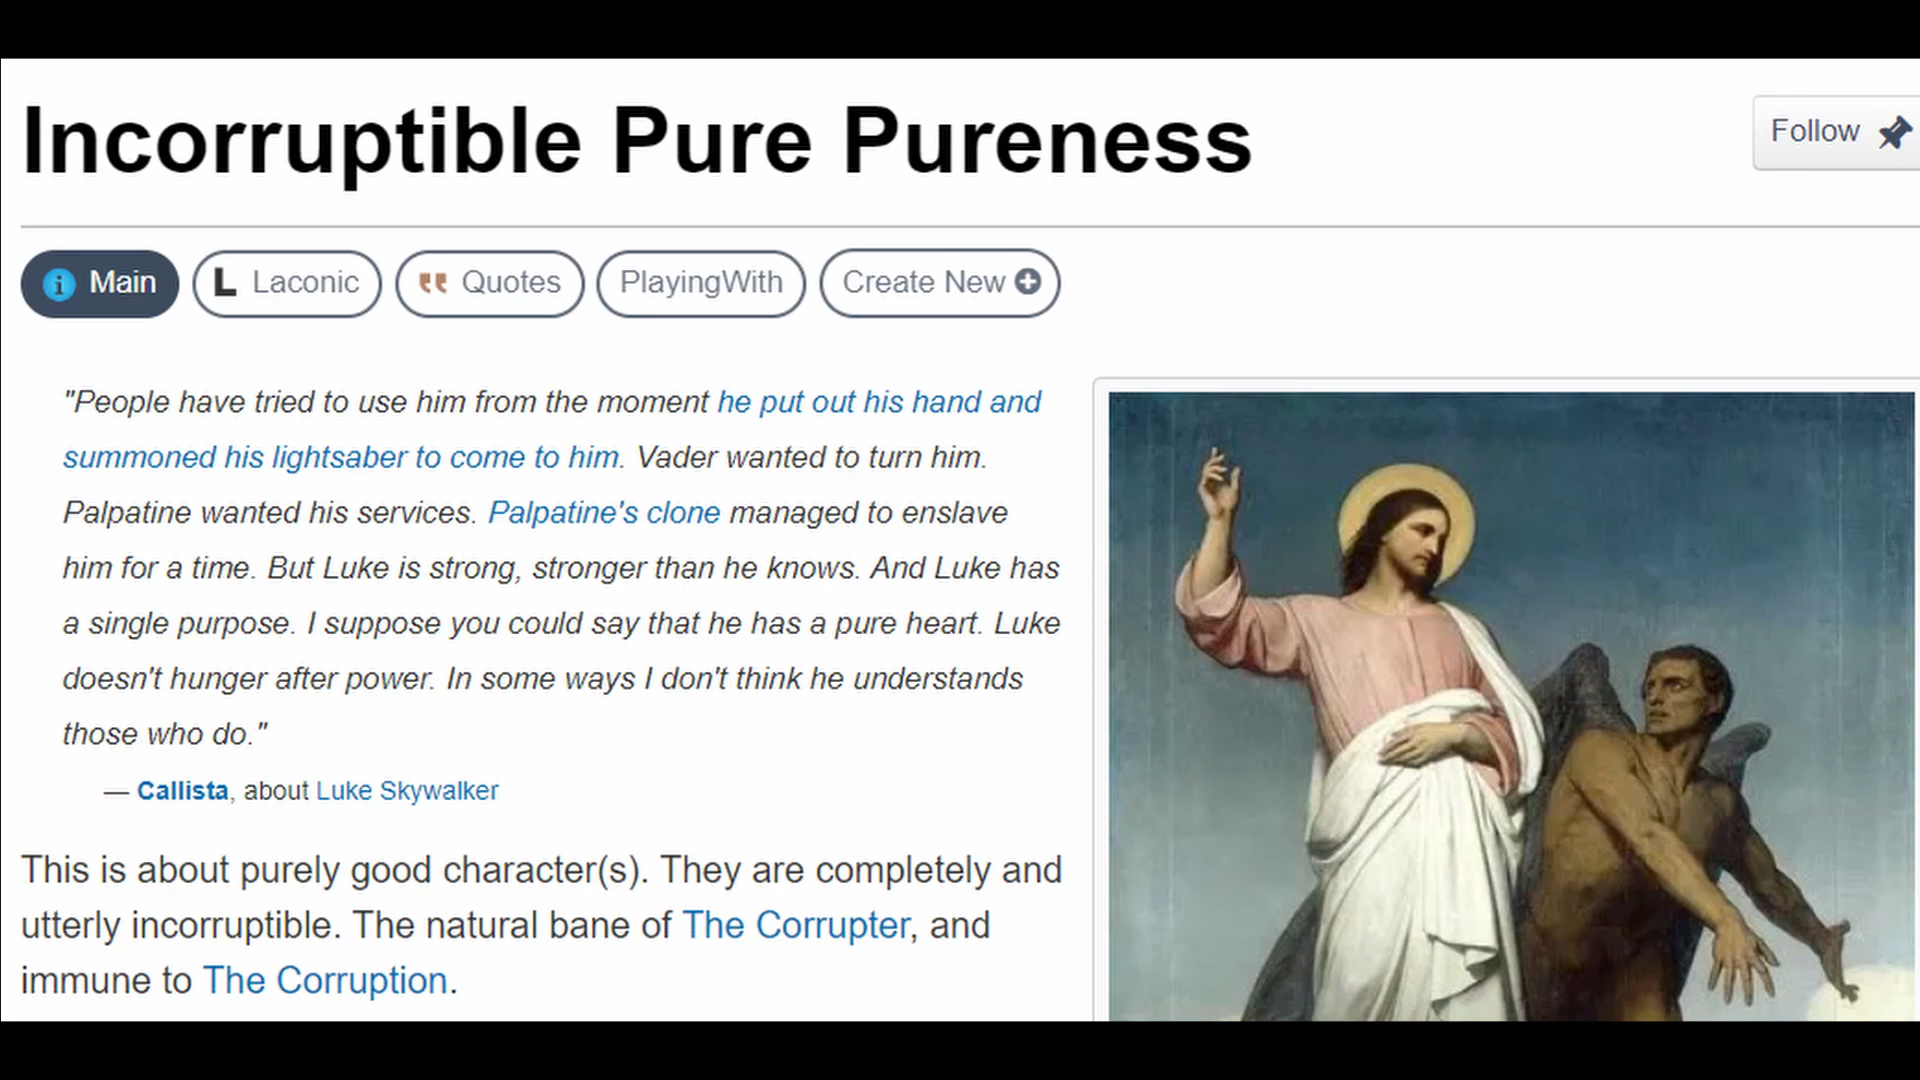 Incorruptible Pure Pureness
Follow
Main Laconic Quotes PlayingWith Create New
"People have tried to use him from the moment he put out his hand and
summoned his lightsaber to come to him. Vader wanted to turn him.
Palpatine wanted his services. Palpatine's clone managed to enslave
him for a time. But Luke is strong, stronger than he knows. And Luke has
a single purpose. I suppose you could say that he has a pure heart. Luke
doesn't hunger after power. In some ways I don't think he understands
those who do."
— Callista, about Luke Skywalker
This is about purely good character(s). They are completely and
utterly incorruptible. The natural bane of The Corrupter, and
immune to The Corruption.